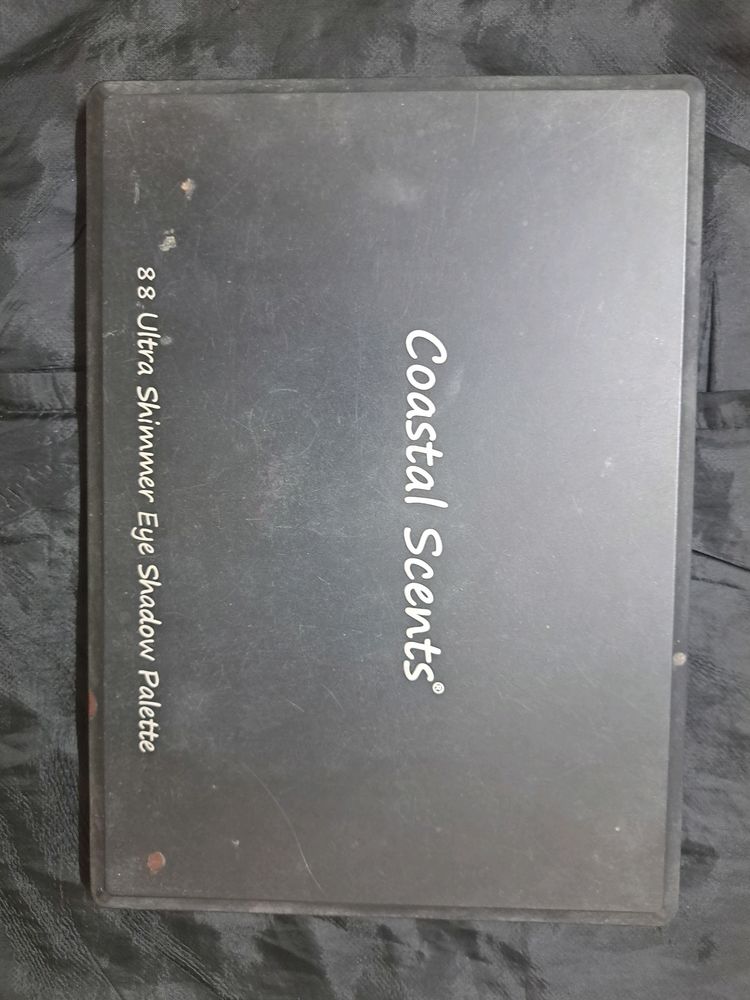 Coastal Scents®
88 Ultra Shimmer Eye Shadow Palette